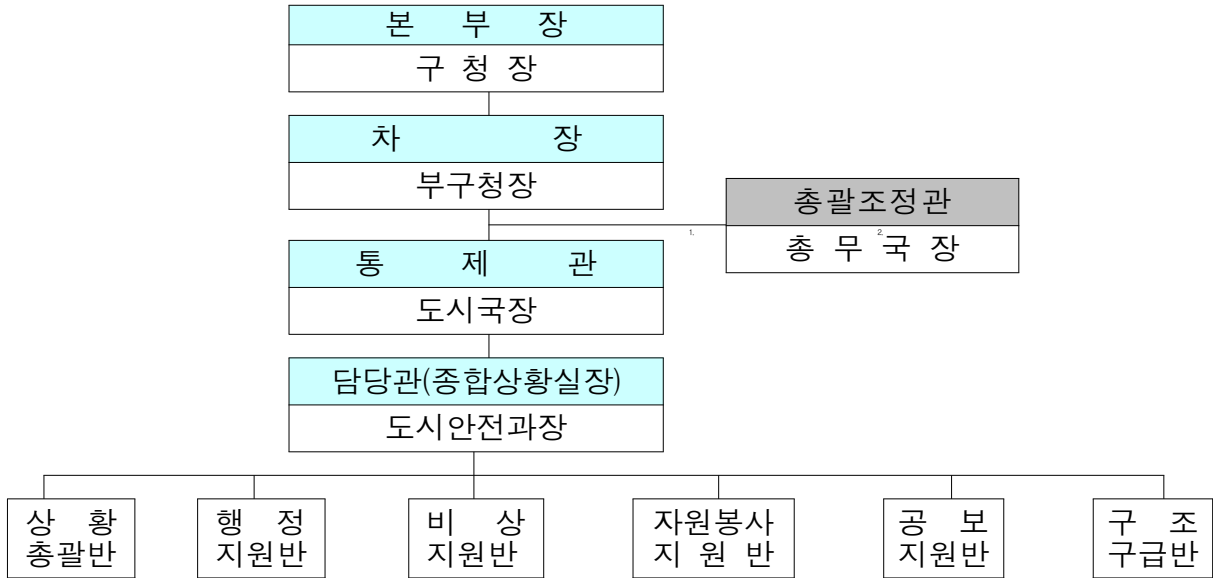 본 부 장
구 청 장
차 장
부구청장
총괄조정관
1.
2.
총 무 국 장
통 제 관
도시국장
담당관(종합상황실장)
도시안전과장
상 황
총괄반
행 정
지원반
비 상
지원반
자원봉사
지 원 반
공 보
지원반
구 조
구급반